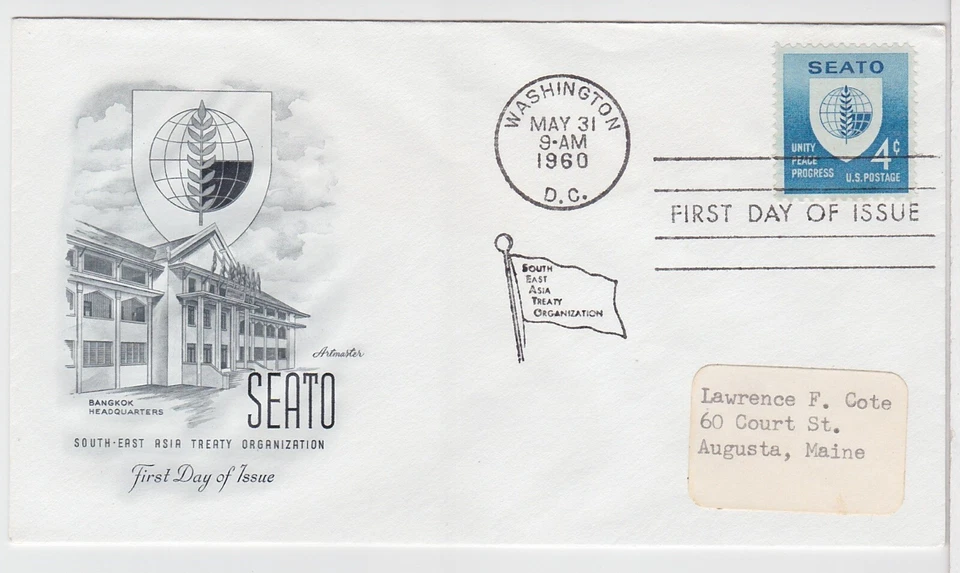 Artmaster
BANGKOK
HEADQUARTERS
SEATO
SOUTH-EAST ASIA TREATY ORGANIZATION
First Day of Issue
WASHINGTON
MAY 31
9-AM
1960
D.C.
SOUTH
EAST
ASIA
TREATY
ORGANIZATION
SEATO
UNITY
PEACE
PROGRESS
4¢
U.S. POSTAGE
FIRST DAY OF ISSUE
Lawrence F. Cote
60 Court St.
Augusta, Maine